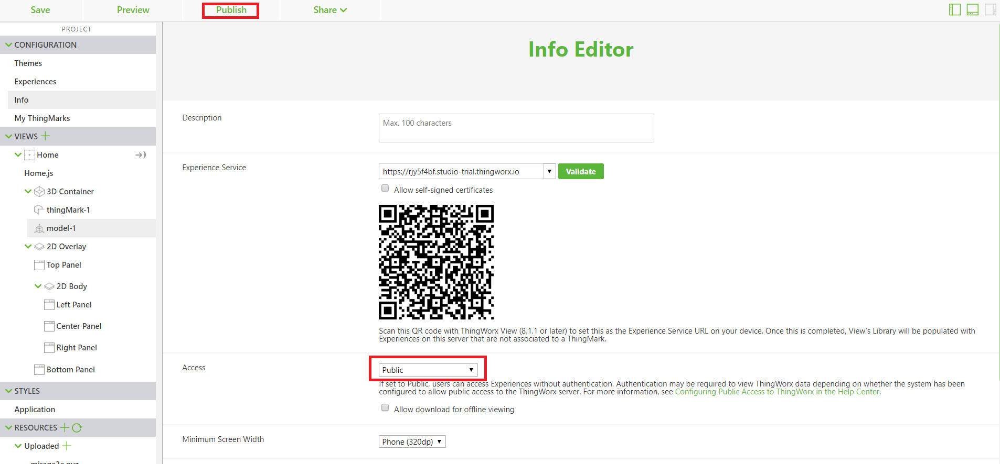 Save
Preview
Publish
Share
PROJECT
CONFIGURATION
Themes
Experiences
Info
My ThingMarks
VIEWS
Home
Home.js
3D Container
thingMark-1
model-1
2D Overlay
Top Panel
2D Body
Left Panel
Center Panel
Right Panel
Bottom Panel
STYLES
Application
RESOURCES
Uploaded
Info Editor
Description
Max. 100 characters
Experience Service
https://rjy5f4bf.studio-trial.thingworx.io
Validate
Allow self-signed certificates
Scan this QR code with ThingWorx View (8.1.1 or later) to set this as the Experience Service URL on your device. Once this is completed, View's Library will be populated with
Experiences on this server that are not associated to a ThingMark.
Access
Public
If set to Public, users can access Experiences without authentication. Authentication may be required to view ThingWorx data depending on whether the system has been
configured to allow public access to the ThingWorx server. For more information, see Configuring Public Access to ThingWorx in the Help Center.
Allow download for offline viewing
Minimum Screen Width
Phone (320dp)